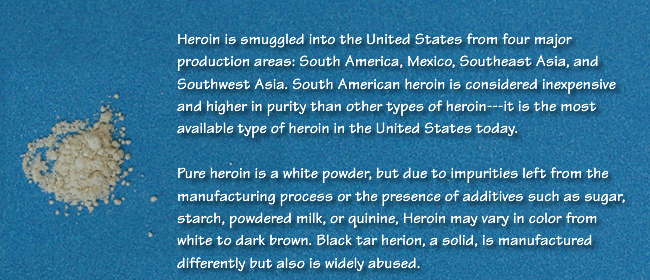 Heroin is smuggled into the United States from four major
production areas: South America, Mexico, Southeast Asia, and
Southwest Asia. South American heroin is considered inexpensive
and higher in purity than other types of heroin---it is the most
available type of heroin in the United States today.
Pure heroin is a white powder, but due to impurities left from the
manufacturing process or the presence of additives such as sugar,
starch, powdered milk, or quinine, Heroin may vary in color from
white to dark brown. Black tar herion, a solid, is manufactured
differently but also is widely abused.